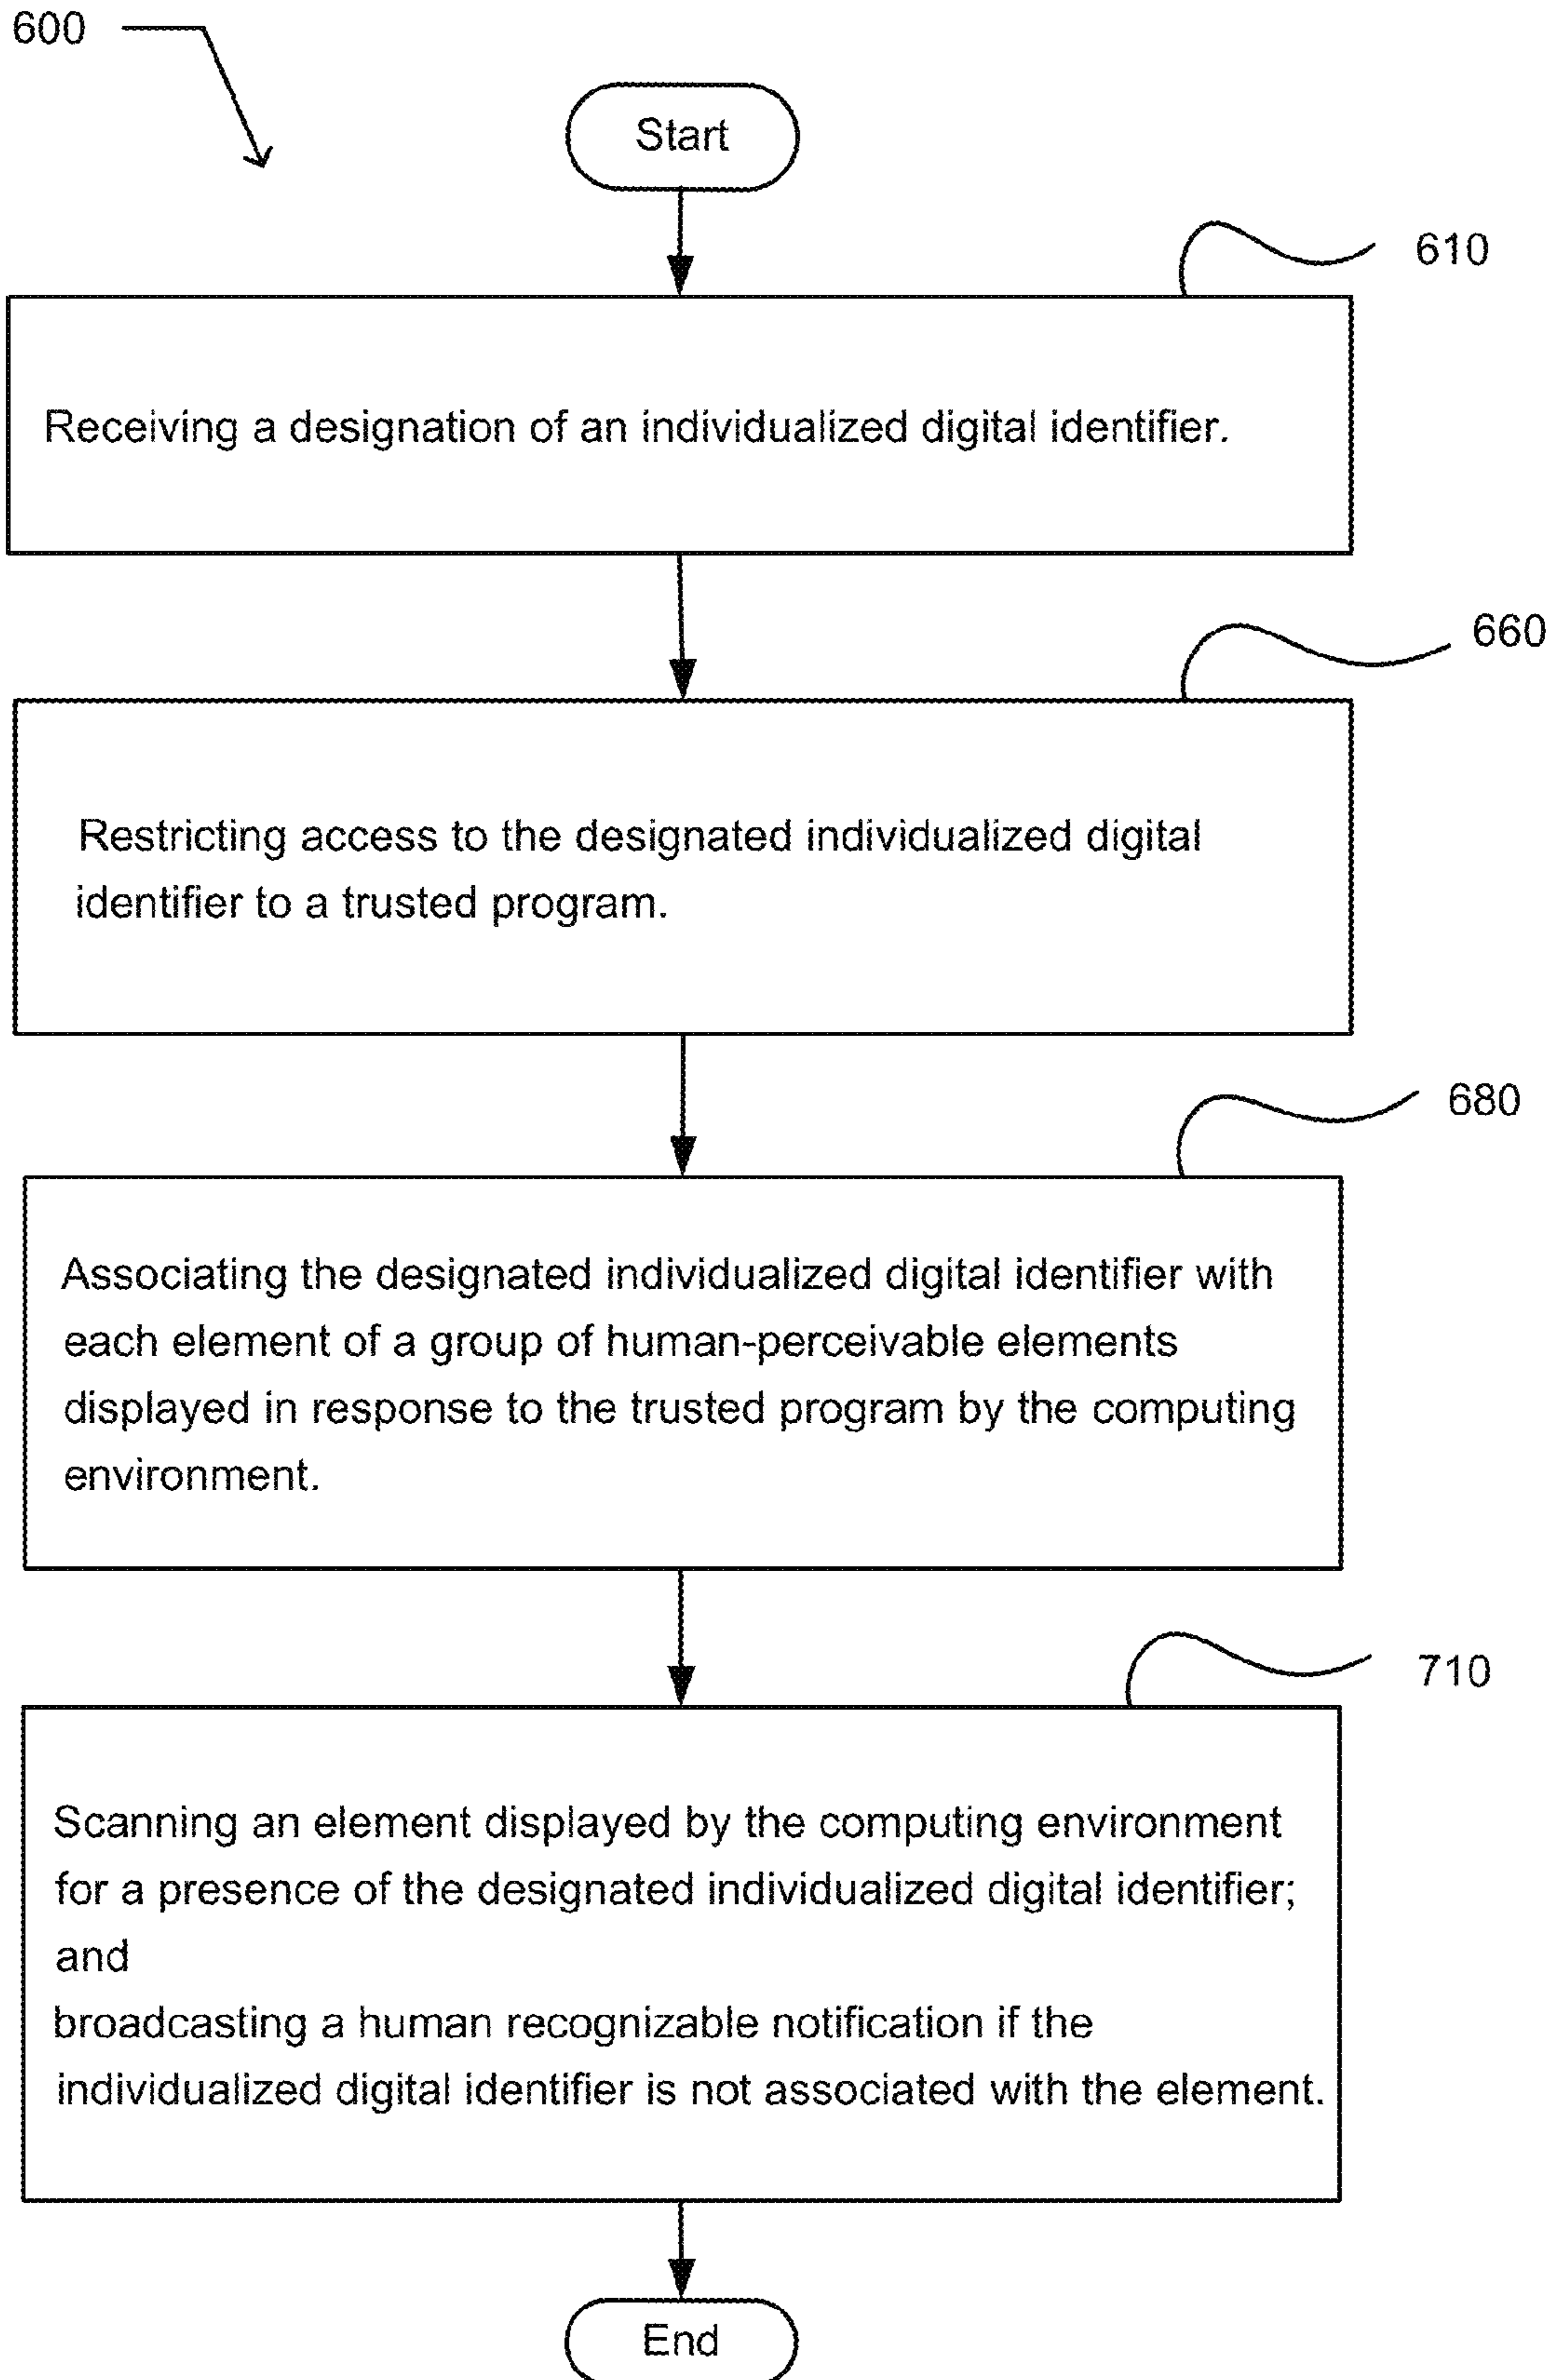 600
Start
610
Receiving a designation of an individualized digital identifier.
660
Restricting access to the designated individualized digital
identifier to a trusted program.
680
Associating the designated individualized digital identifier with
each element of a group of human-perceivable elements
displayed in response to the trusted program by the computing
environment.
710
Scanning an element displayed by the computing environment
for a presence of the designated individualized digital identifier;
and
broadcasting a human recognizable notification if the
individualized digital identifier is not associated with the element.
End